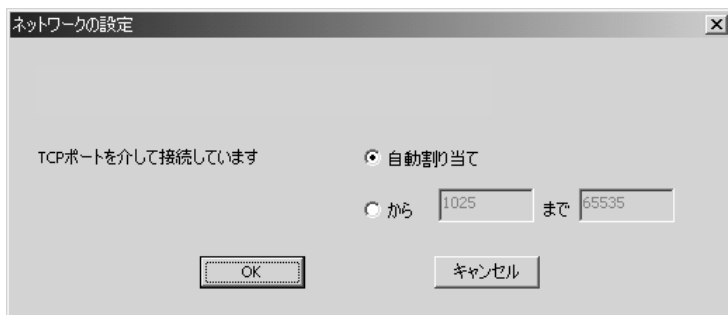 ネットワークの設定
TCPポートを介して接続しています
自動割り当て
から 1025 まで 65535
OK キャンセル